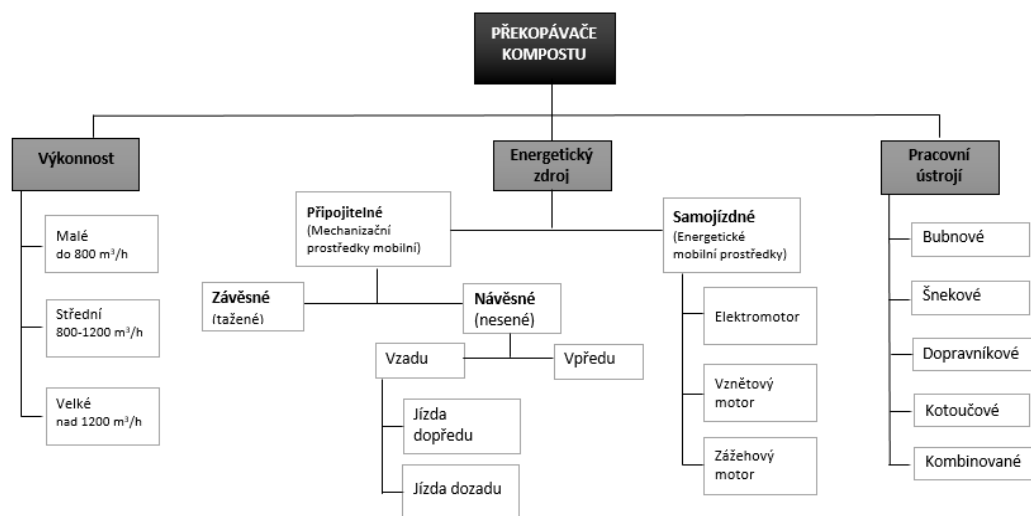 PŘEKOPÁVAČE
KOMPOSTU
Výkonnost
Malé
do 800 m³/h
Střední
800-1200 m³/h
Velké
nad 1200 m³/h
Energetický
zdroj
Připojitelné
(Mechanizační
prostředky mobilní)
Závěsné
(tažené)
Návěsné
(nesené)
Vzadu
Vpředu
Jízda
dopředu
Jízda dozadu
Samojízdné
(Energetické
mobilní prostředky)
Elektromotor
Vznětový
motor
Zážehový
motor
Pracovní
ústrojí
Bubnové
Šnekové
Dopravníkové
Kotoučové
Kombinované